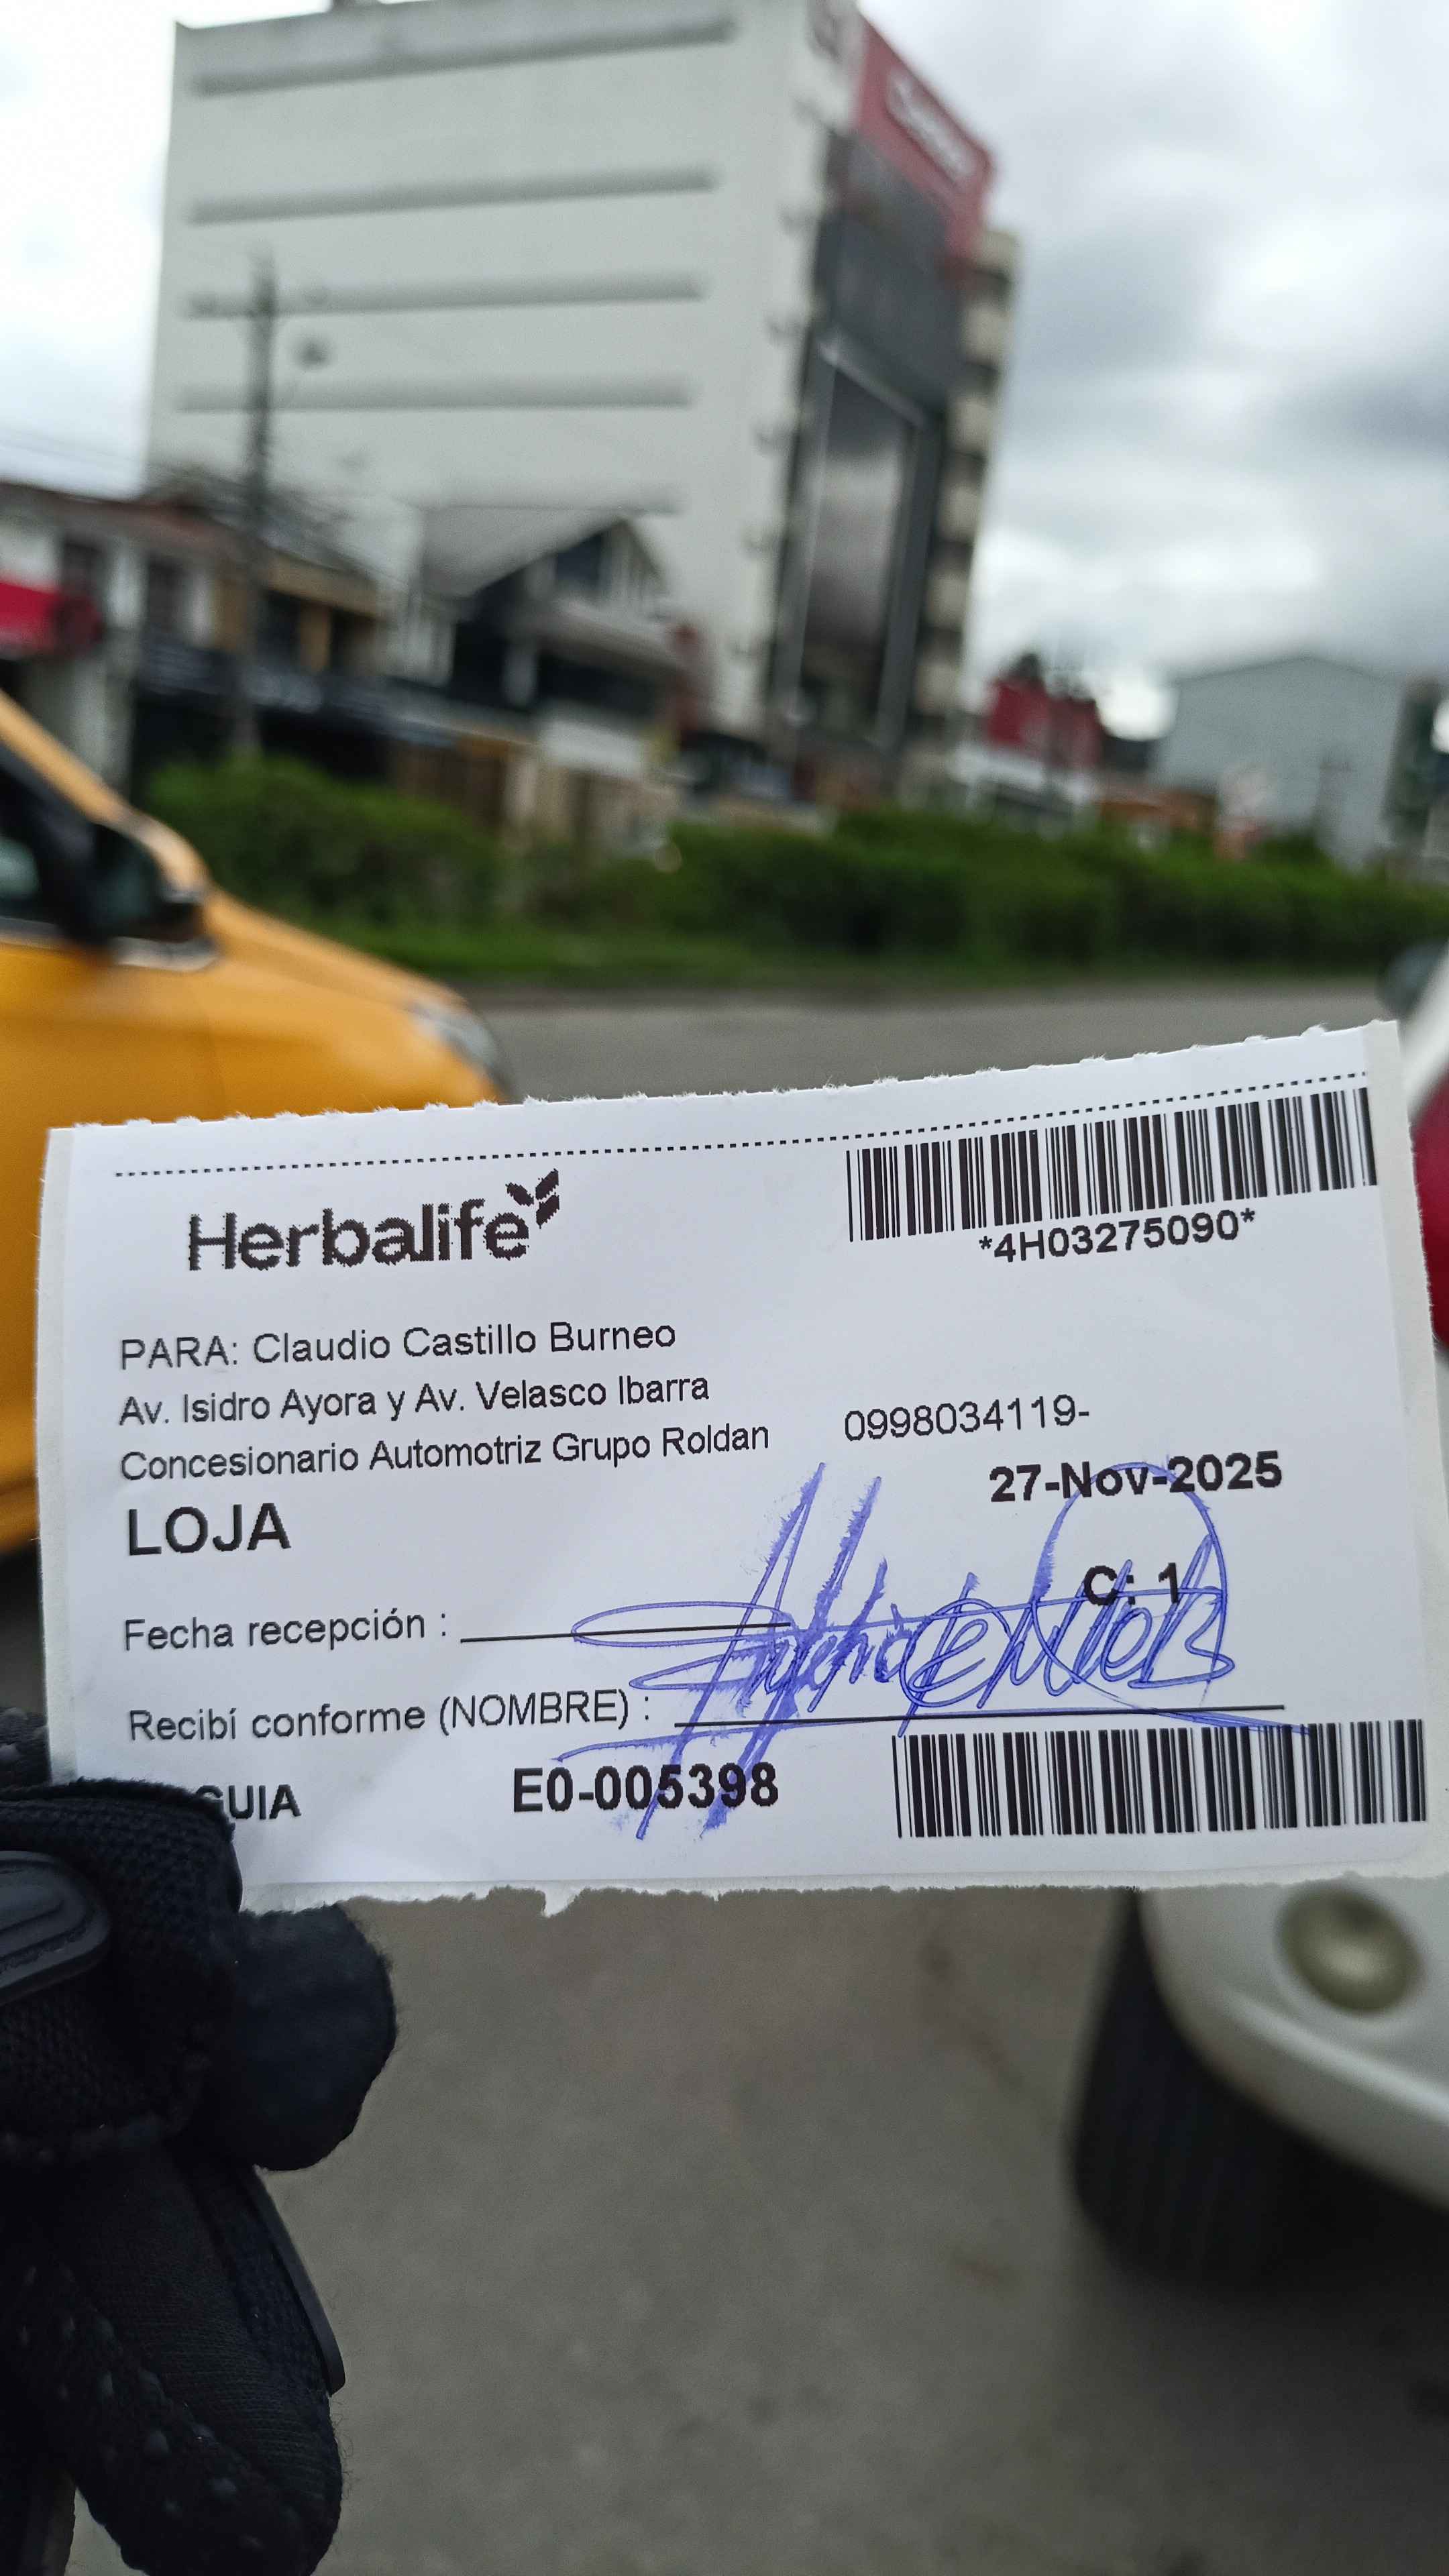 Herbalife
*4H03275090*
PARA: Claudio Castillo Burneo
Av. Isidro Ayora y Av. Velasco Ibarra
Concesionario Automotriz Grupo Roldan 0998034119-
27-Nov-2025
LOJA
C: 1
Fecha recepción :
Recibí conforme (NOMBRE) :
GUIA E0-005398